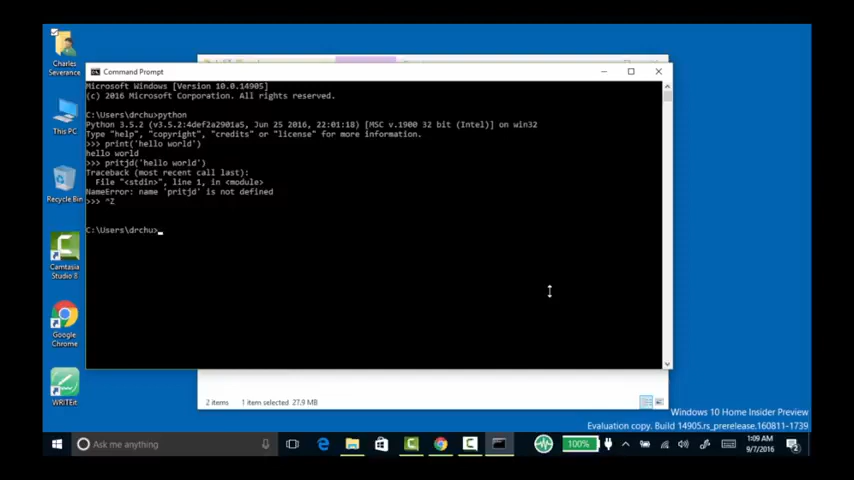 Charles
Severance
This PC
Recycle Bin
Camtasia
Studio 8
Google
Chrome
WRITEit
Command Prompt
Microsoft Windows [Version 10.0.14905]
(c) 2016 Microsoft Corporation. All rights reserved.
C:\Users\drchu>python
Python 3.5.2 (v3.5.2:4def2a2901a5, Jun 25 2016, 22:01:18) [MSC v.1900 32 bit (Intel)] on win32
Type "help", "copyright", "credits" or "license" for more information.
>>> print('hello world')
hello world
>>> pritjd('hello world')
Traceback (most recent call last):
  File "<stdin>", line 1, in <module>
NameError: name 'pritjd' is not defined
>>> ^Z
C:\Users\drchu>
2 items 1 item selected 27.9 MB
Windows 10 Home Insider Preview
Evaluation copy. Build 14905.rs_prerelease.160811-1739
Ask me anything
100%
1:09 AM
9/7/2016
2